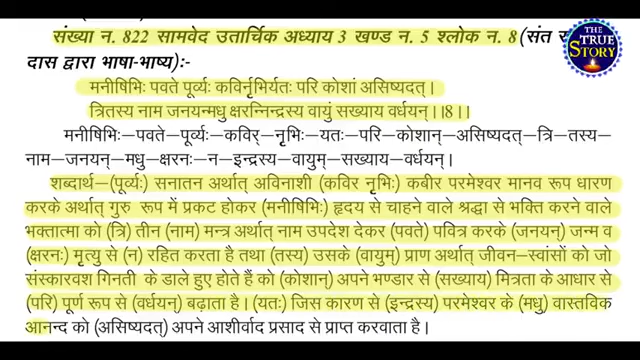 THE
TRUE
STORY
संख्या न. 822 सामवेद उतार्चिक अध्याय 3 खण्ड न. 5 श्लोक न. 8 (संत
दास द्वारा भाषा-भाष्य):-
मनीषिभिः पवते पूर्व्यः कविर्नृभिर्यतः परि कोशां असिष्यदत्।
त्रितस्य नाम जनयन्मधु क्षरन्निन्द्रस्य वायुं सख्याय वर्धयन्।।8।।
मनीषिभिः-पवते-पूर्व्यः-कविर्-नृभिः-यतः-परि-कोशान्-असिष्यदत्-त्रि-तस्य-
नाम-जनयन्-मधु-क्षरनः-न-इन्द्रस्य-वायुम्-सख्याय-वर्धयन्।
शब्दार्थ-(पूर्व्यः) सनातन अर्थात् अविनाशी (कविर नृभिः) कबीर परमेश्वर मानव रूप धारण
करके अर्थात् गुरु रूप में प्रकट होकर (मनीषिभिः) हृदय से चाहने वाले श्रद्धा से भक्ति करने वाले
भक्तात्मा को (त्रि) तीन (नाम) मन्त्र अर्थात् नाम उपदेश देकर (पवते) पवित्र करके (जनयन्) जन्म व
(क्षरनः) मृत्यु से (न) रहित करता है तथा (तस्य) उसके (वायुम्) प्राण अर्थात् जीवन-स्वांसों को जो
संस्कारवश गिनती के डाले हुए होते हैं को (कोशान्) अपने भण्डार से (सख्याय) मित्रता के आधार से
(परि) पूर्ण रूप से (वर्धयन्) बढ़ाता है। (यतः) जिस कारण से (इन्द्रस्य) परमेश्वर के (मधु) वास्तविक
आनन्द को (असिष्यदत्) अपने आशीर्वाद प्रसाद से प्राप्त करवाता है।